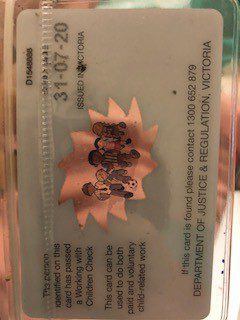 D1548888
31-07-20
ISSUED IN VICTORIA
The person
identified on this
card has passed
a Working with
Children Check
This card can be
used to do both
paid and voluntary
child-related work
If this card is found please contact 1300 652 879
DEPARTMENT OF JUSTICE & REGULATION, VICTORIA